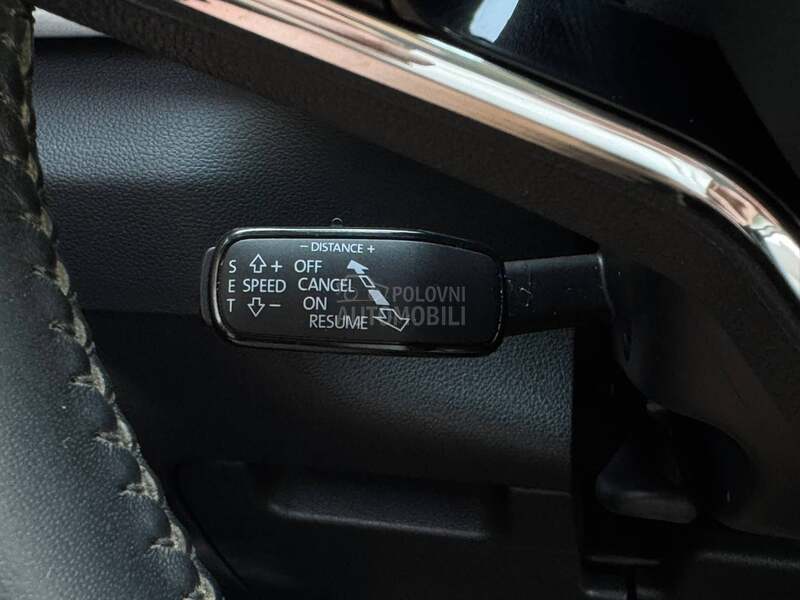 − DISTANCE +
S + OFF
E SPEED CANCEL
T − ON
RESUME
POLOVNI
AUTOMOBILI